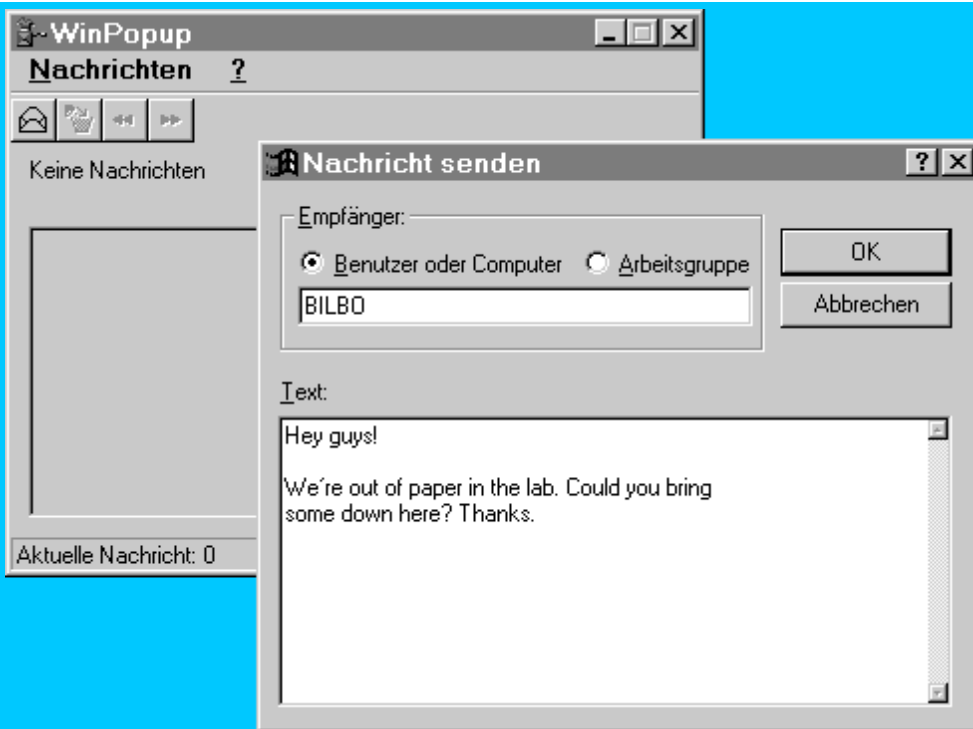 WinPopup
Nachrichten ?
Keine Nachrichten
Aktuelle Nachricht: 0
Nachricht senden
Empfänger:
Benutzer oder Computer Arbeitsgruppe
BILBO
OK
Abbrechen
Text:
Hey guys!
We´re out of paper in the lab. Could you bring
some down here? Thanks.